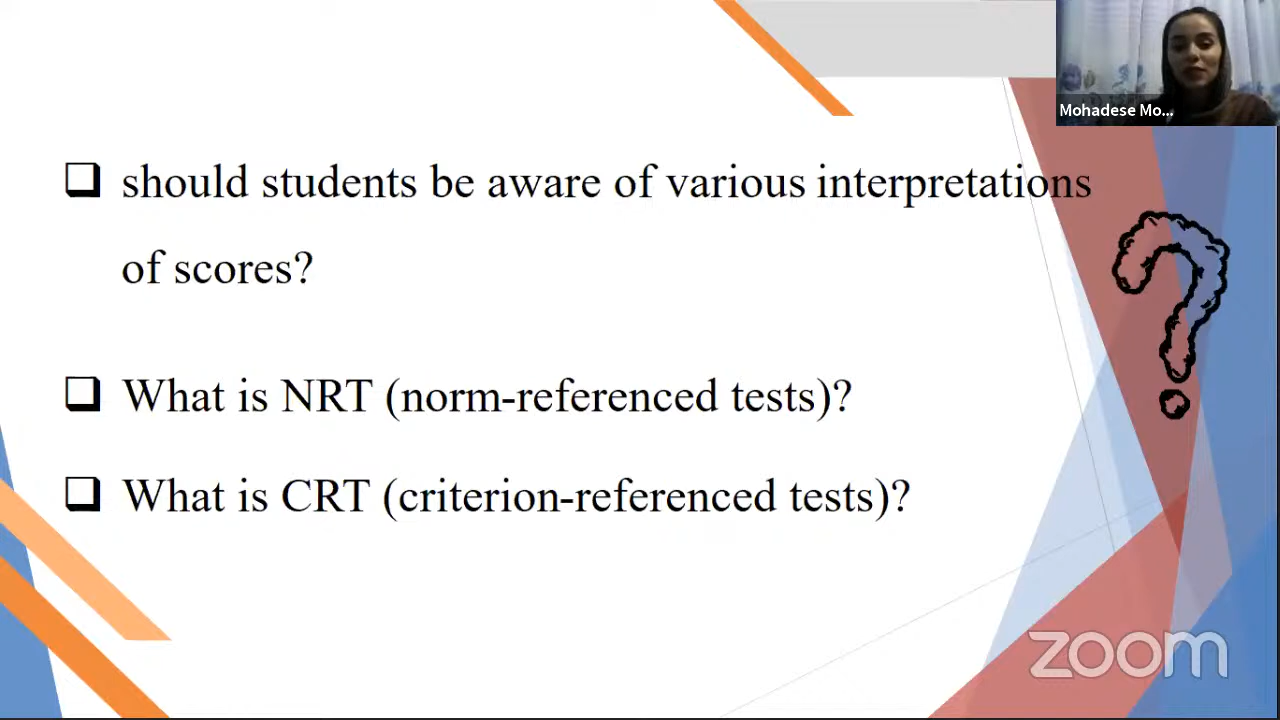 Mohadese Mo...
should students be aware of various interpretations
of scores?
What is NRT (norm-referenced tests)?
What is CRT (criterion-referenced tests)?
zoom